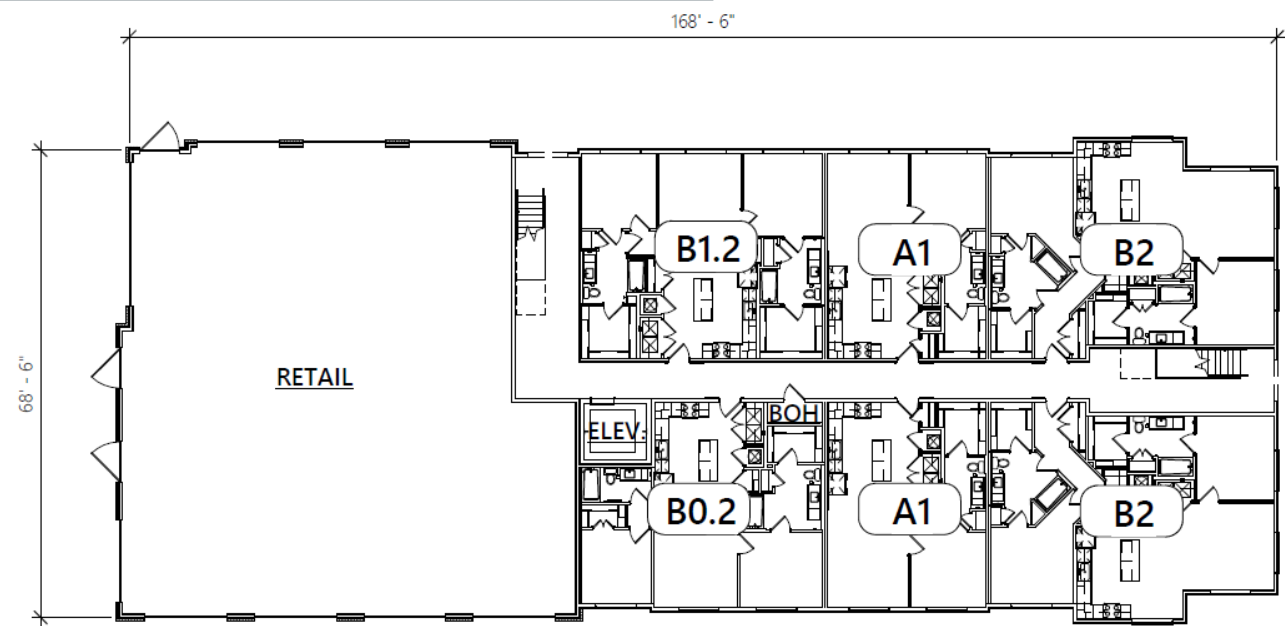 168' - 6"
68' - 6"
B1.2
A1
B2
RETAIL
BOH
ELEV.
B0.2
A1
B2